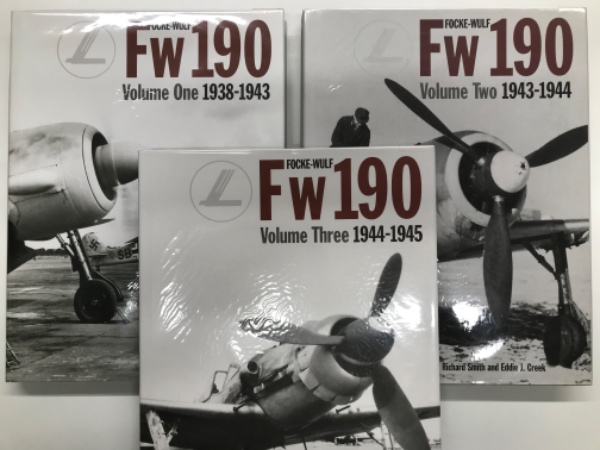 FOCKE-WULF
Fw 190
Volume One 1938-1943
FOCKE-WULF
Fw 190
Volume Two 1943-1944
Richard Smith and Eddie J. Creek
FOCKE-WULF
Fw 190
Volume Three 1944-1945